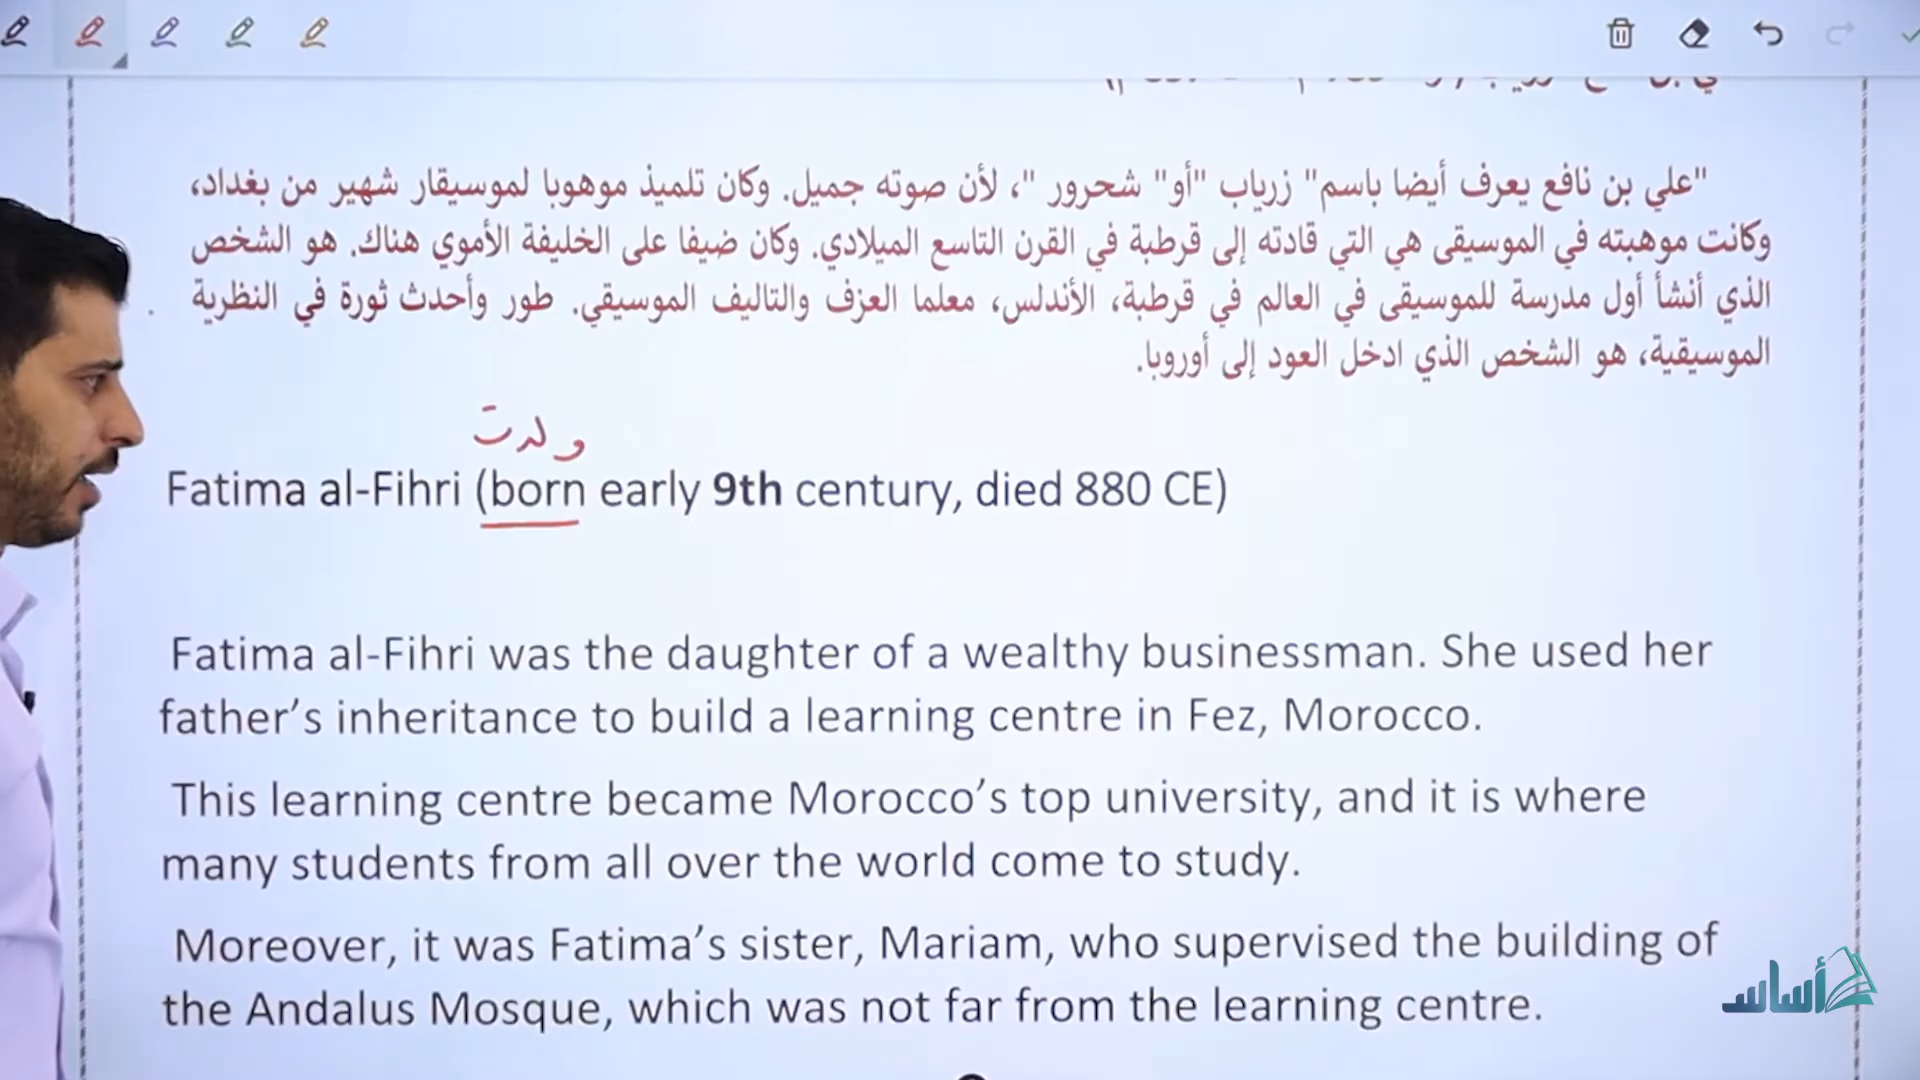 "علي بن نافع يعرف أيضا باسم" زرياب "أو" شحرور "، لأن صوته جميل. وكان تلميذ موهوبا لموسيقار شهير من بغداد،
وكانت موهبته في الموسيقى هي التي قادته إلى قرطبة في القرن التاسع الميلادي. وكان ضيفا على الخليفة الأموي هناك. هو الشخص
الذي أنشأ أول مدرسة للموسيقى في العالم في قرطبة، الأندلس، معلما العزف والتاليف الموسيقي. طور وأحدث ثورة في النظرية
الموسيقية، هو الشخص الذي ادخل العود إلى أوروبا.
ولدت
Fatima al-Fihri (born early 9th century, died 880 CE)
Fatima al-Fihri was the daughter of a wealthy businessman. She used her
father’s inheritance to build a learning centre in Fez, Morocco.
This learning centre became Morocco’s top university, and it is where
many students from all over the world come to study.
Moreover, it was Fatima’s sister, Mariam, who supervised the building of
the Andalus Mosque, which was not far from the learning centre.
أساس